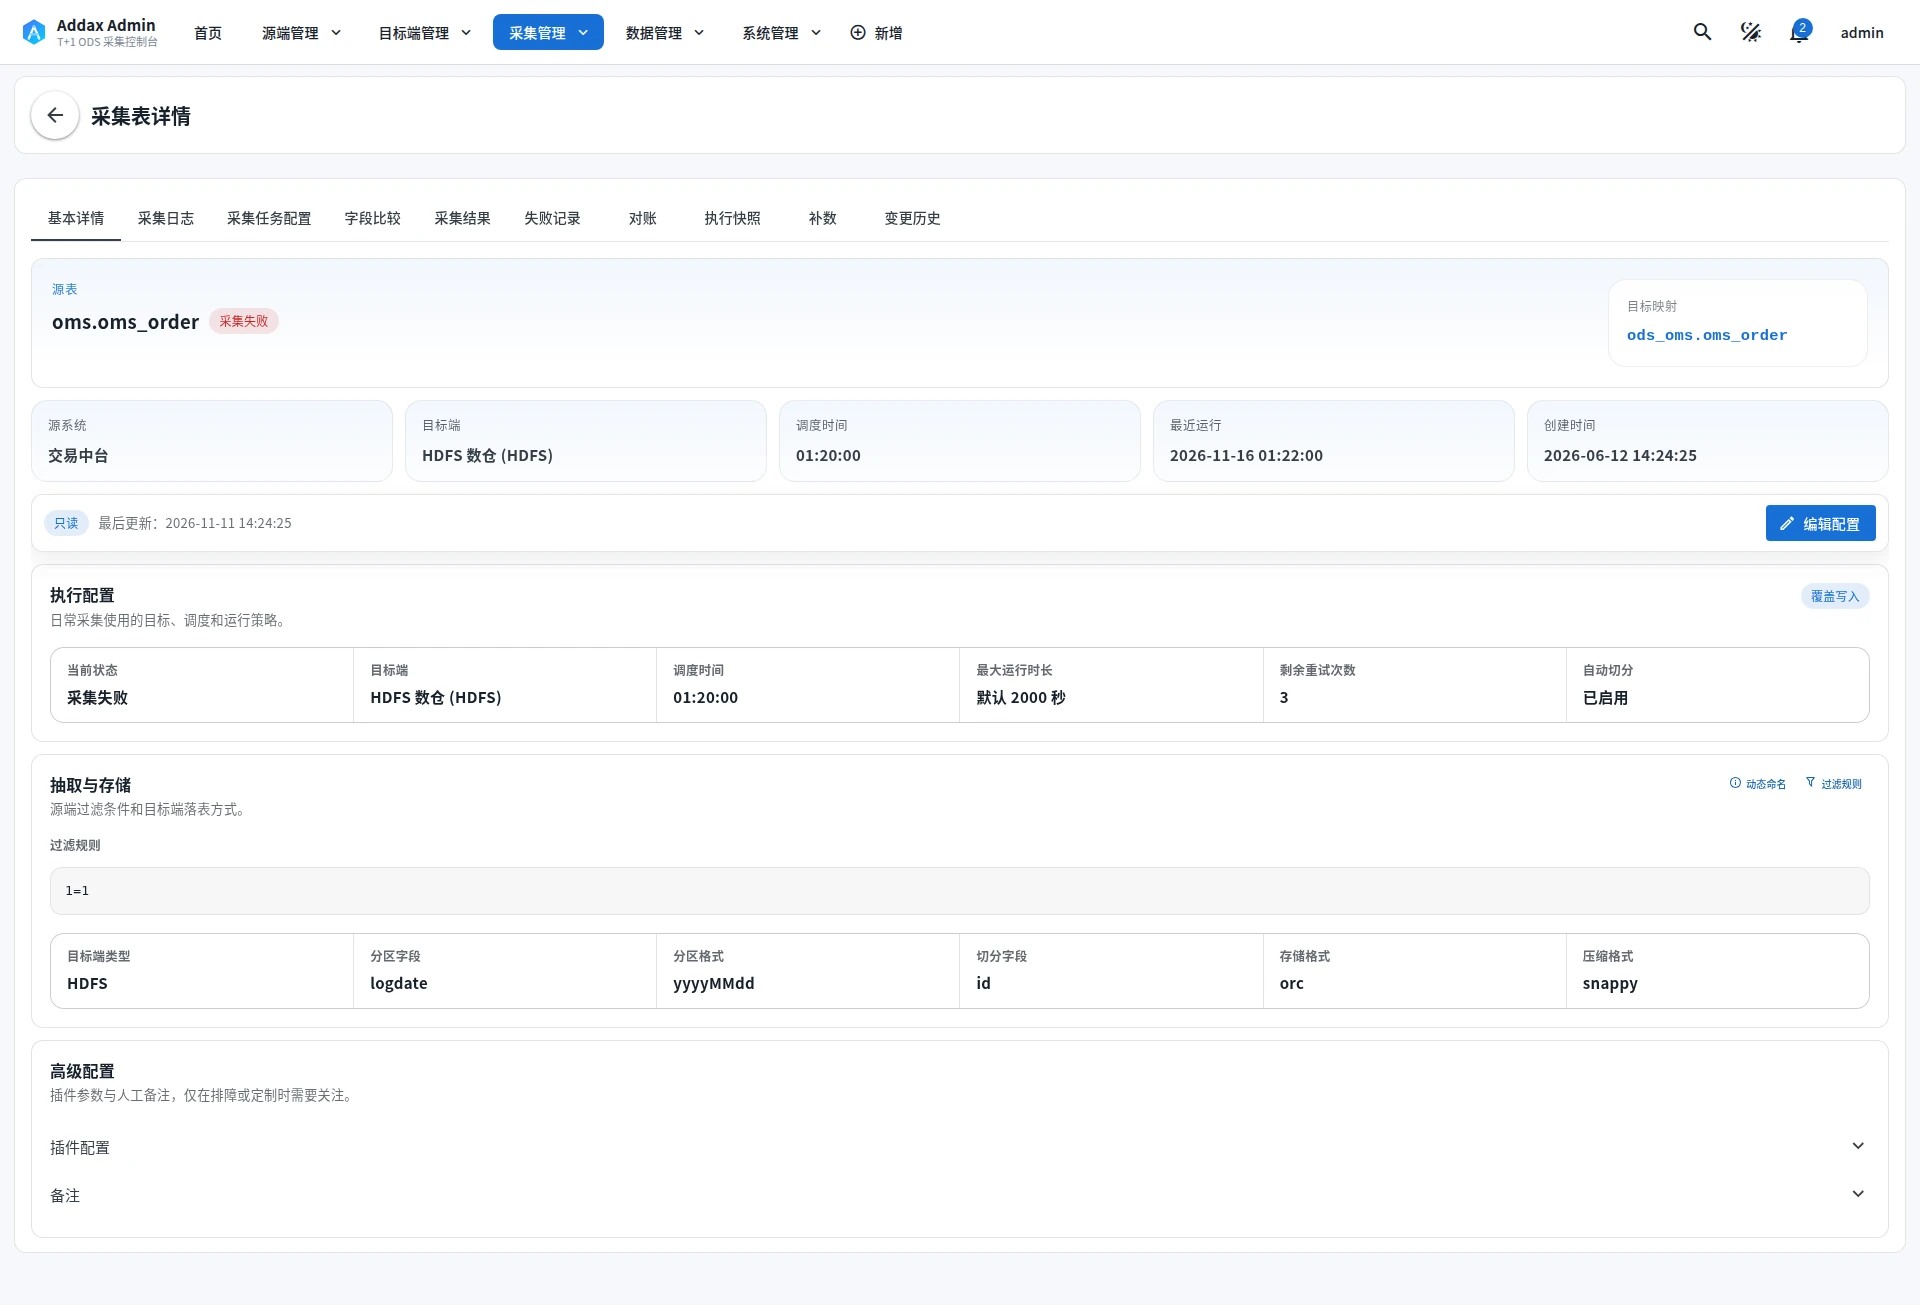 Addax Admin
T+1 ODS 采集控制台
首页
源端管理
目标端管理
采集管理
数据管理
系统管理
新增
2
admin
采集表详情
基本详情
采集日志
采集任务配置
字段比较
采集结果
失败记录
对账
执行快照
补数
变更历史
源表
oms.oms_order
采集失败
目标映射
ods_oms.oms_order
源系统
交易中台
目标端
HDFS 数仓 (HDFS)
调度时间
01:20:00
最近运行
2026-11-16 01:22:00
创建时间
2026-06-12 14:24:25
只读
最后更新：2026-11-11 14:24:25
编辑配置
执行配置
日常采集使用的目标、调度和运行策略。
覆盖写入
当前状态
采集失败
目标端
HDFS 数仓 (HDFS)
调度时间
01:20:00
最大运行时长
默认 2000 秒
剩余重试次数
3
自动切分
已启用
抽取与存储
源端过滤条件和目标端落表方式。
动态命名
过滤规则
过滤规则
1=1
目标端类型
HDFS
分区字段
logdate
分区格式
yyyyMMdd
切分字段
id
存储格式
orc
压缩格式
snappy
高级配置
插件参数与人工备注，仅在排障或定制时需要关注。
插件配置
备注